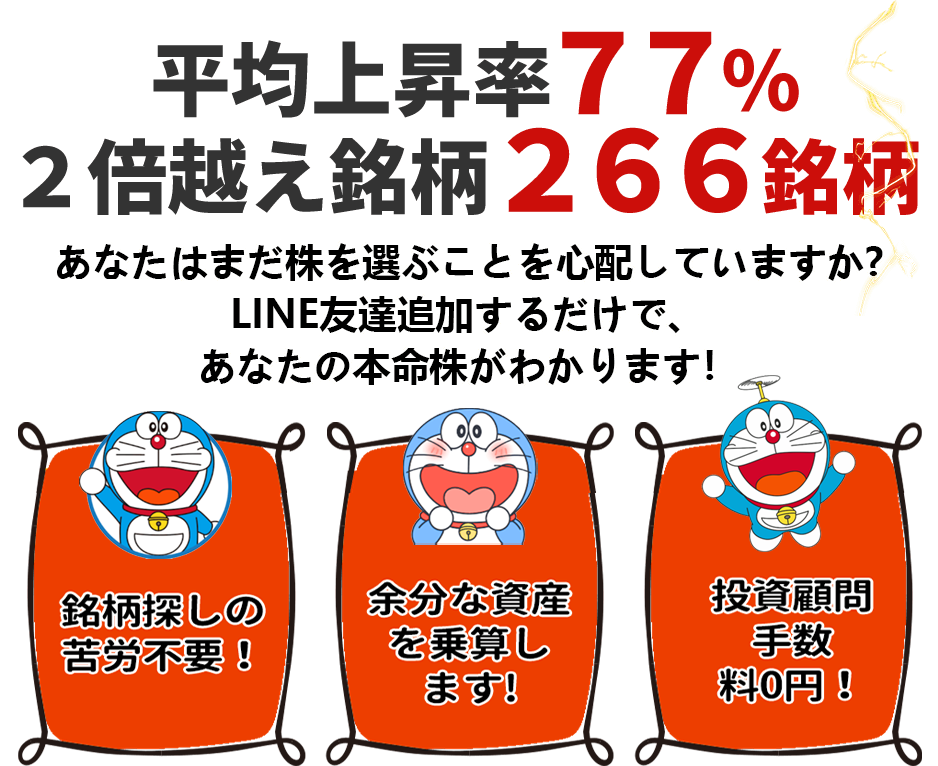 平均上昇率７７%
２倍越え銘柄２６６銘柄
あなたはまだ株を選ぶことを心配していますか?
LINE友達追加するだけで、
あなたの本命株がわかります!
銘柄探しの
苦労不要！
余分な資産
を乗算し
ます!
投資顧問
手数
料0円！